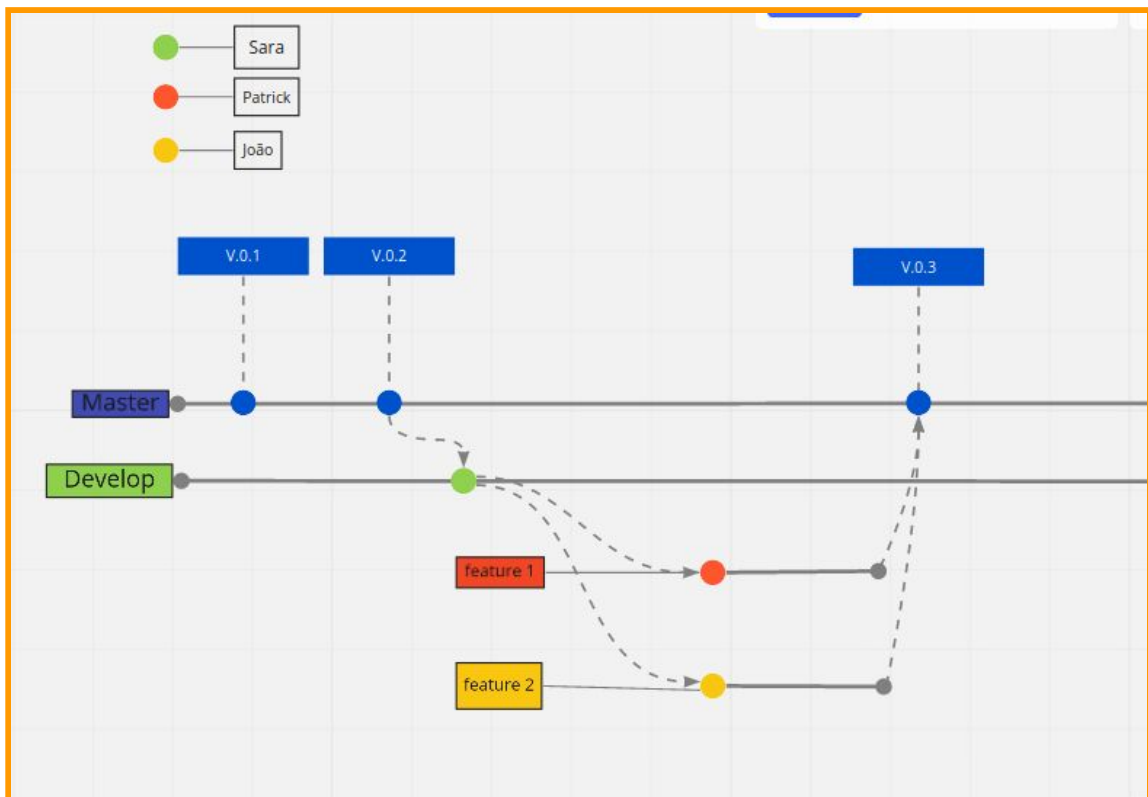 Sara
Patrick
João
V.0.1
V.0.2
V.0.3
Master
Develop
feature 1
feature 2